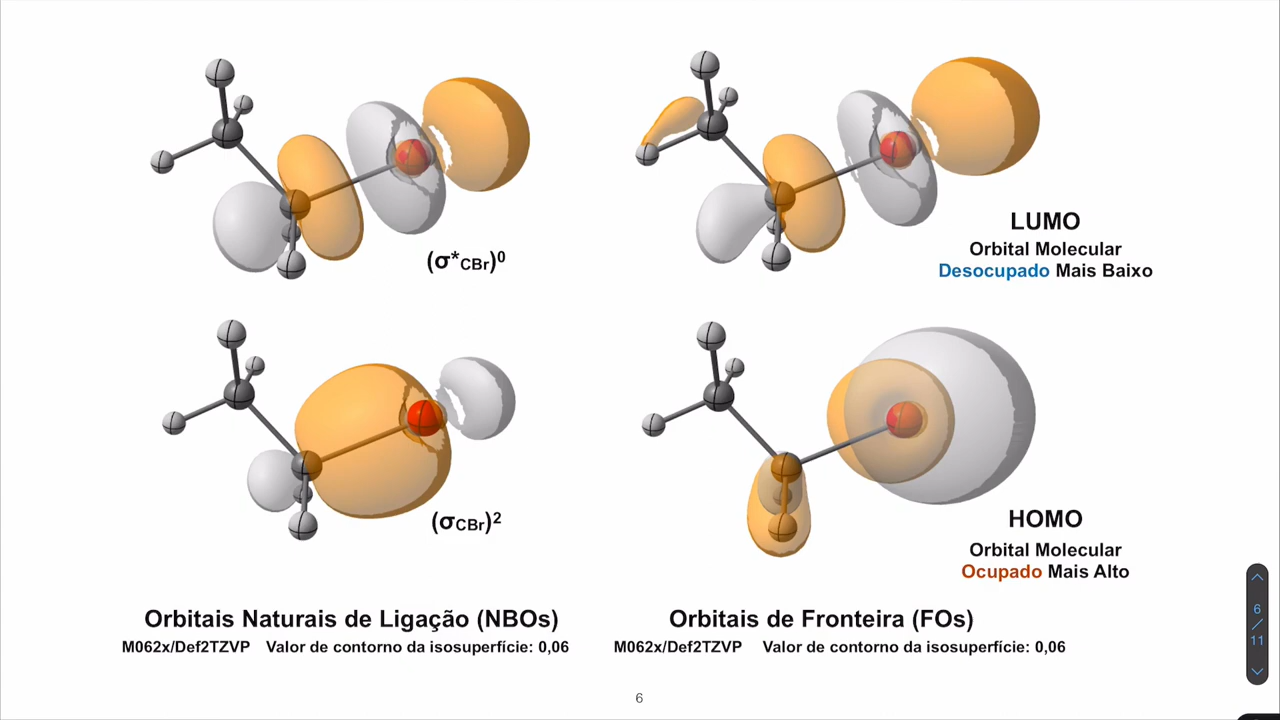 (σ*CBr)⁰
LUMO
Orbital Molecular
Desocupado Mais Baixo
(σCBr)²
HOMO
Orbital Molecular
Ocupado Mais Alto
Orbitais Naturais de Ligação (NBOs)
M062x/Def2TZVP Valor de contorno da isosuperfície: 0,06
Orbitais de Fronteira (FOs)
M062x/Def2TZVP Valor de contorno da isosuperfície: 0,06
6
/
11
6